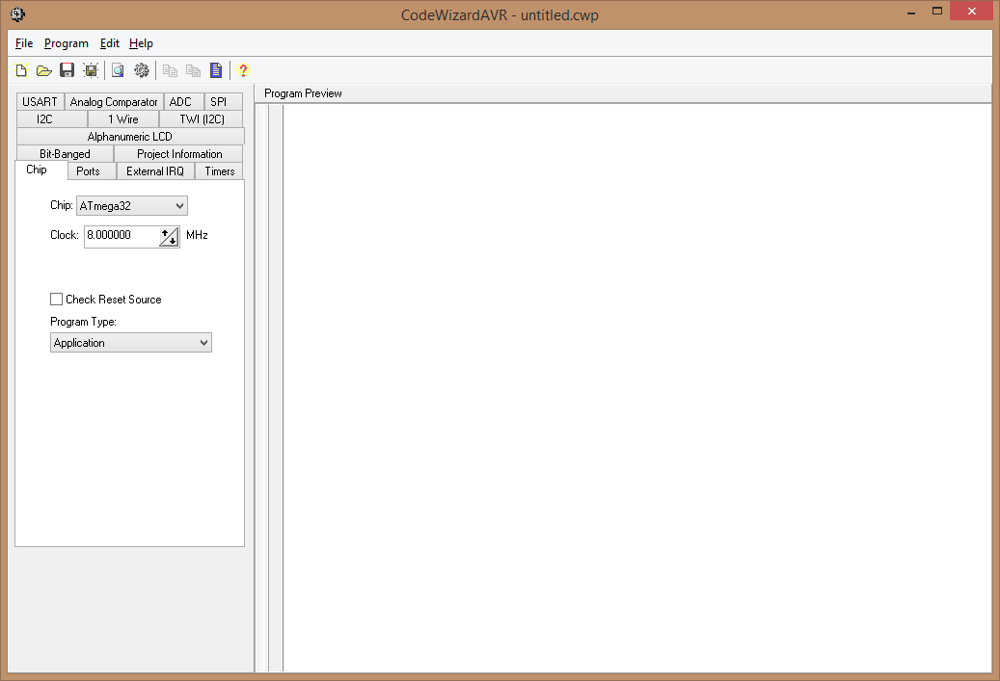 CodeWizardAVR - untitled.cwp
File Program Edit Help
?
Program Preview
USART Analog Comparator ADC SPI
I2C 1 Wire TWI (I2C)
Alphanumeric LCD
Bit-Banged Project Information
Chip Ports External IRQ Timers
Chip: ATmega32
Clock: 8.000000 MHz
Check Reset Source
Program Type:
Application